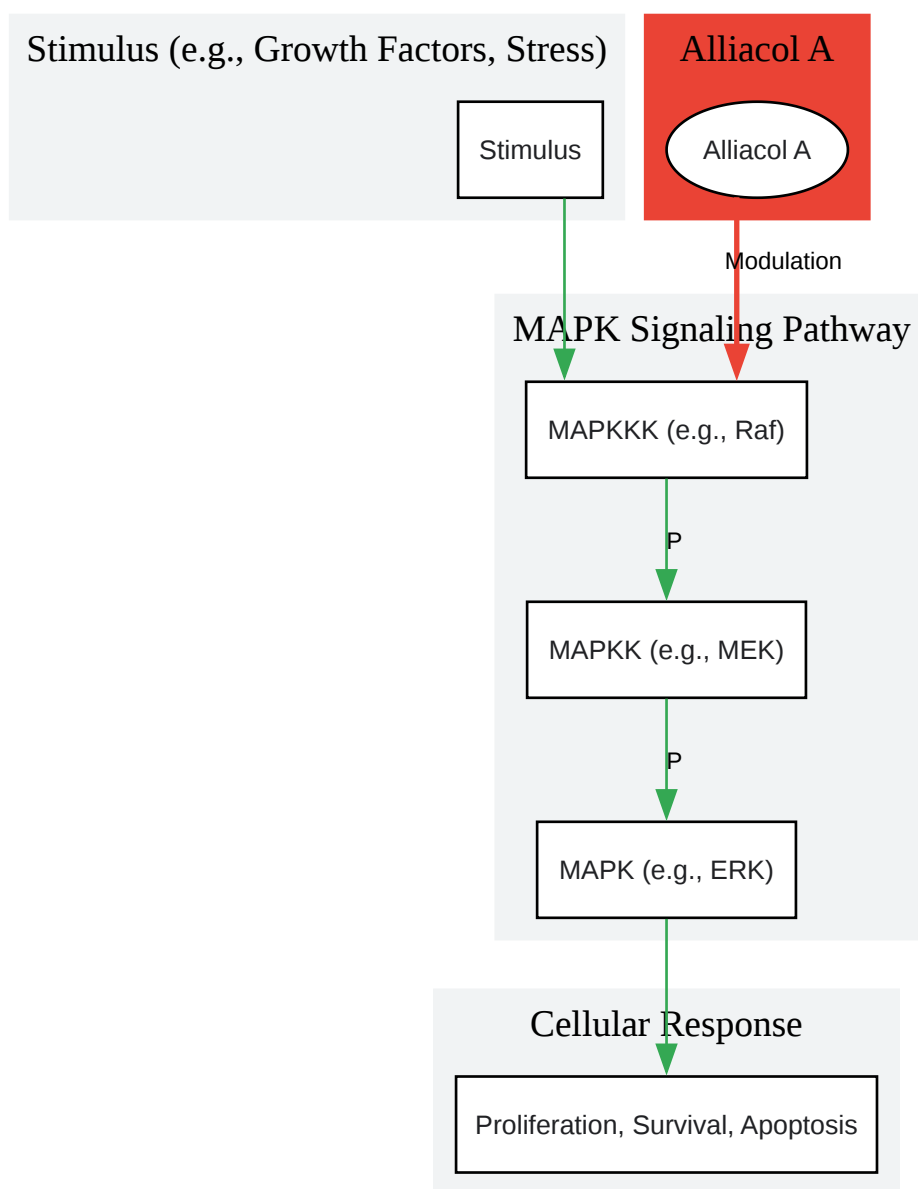 Stimulus (e.g., Growth Factors, Stress)
Alliacol A
Stimulus
Alliacol A
Modulation
MAPK Signaling Pathway
MAPKKK (e.g., Raf)
P
MAPKK (e.g., MEK)
P
MAPK (e.g., ERK)
Cellular Response
Proliferation, Survival, Apoptosis